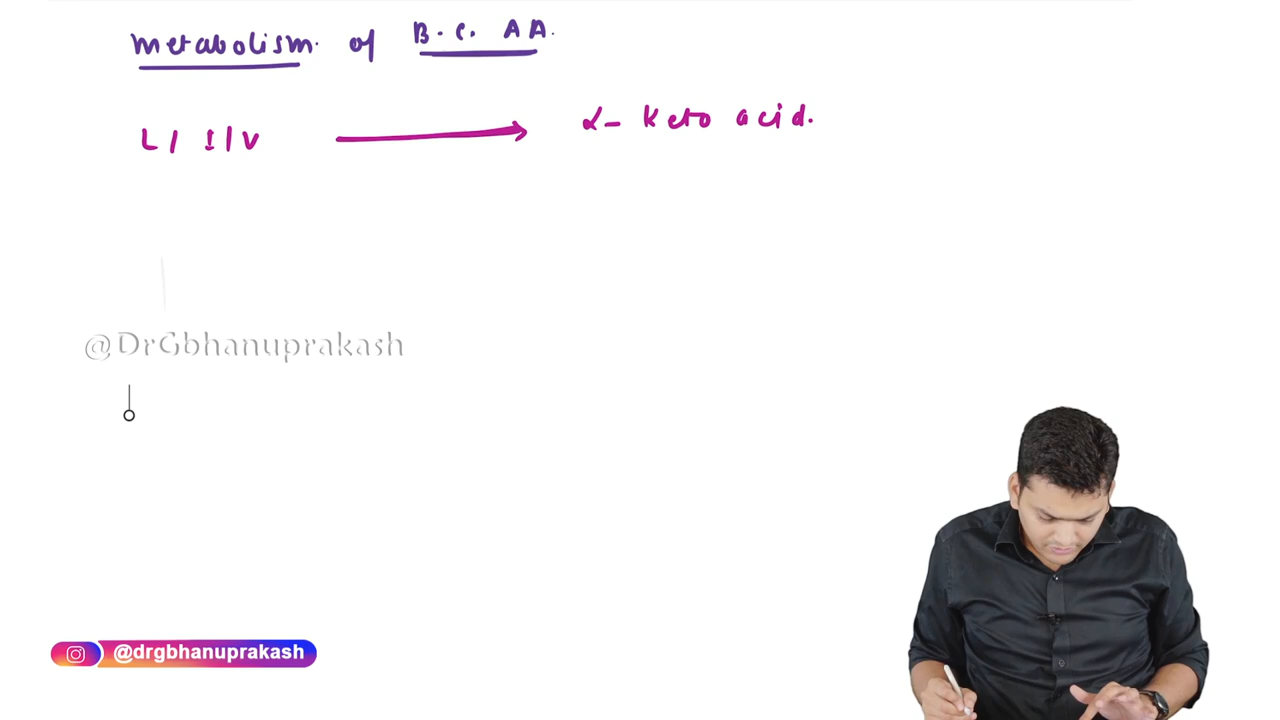 metabolism. of B.C. AA.
L/ I/V α- keto acid.
@DrGbhanuprakash
@drgbhanuprakash